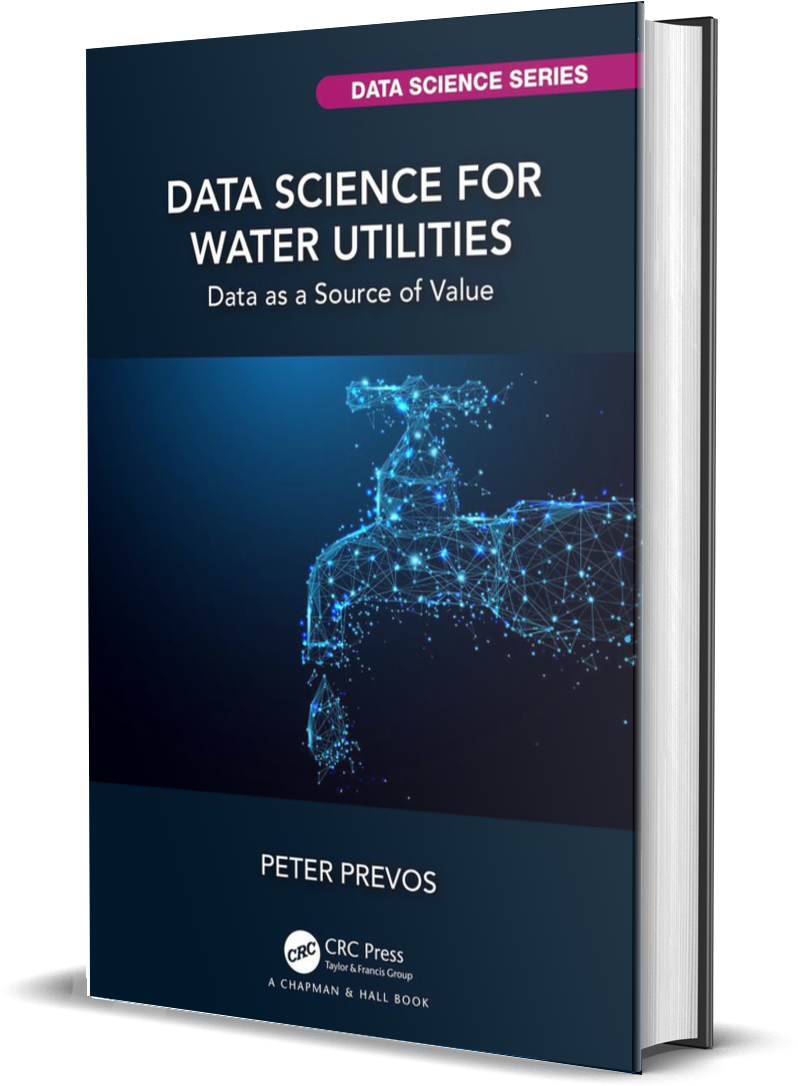 DATA SCIENCE SERIES
DATA SCIENCE FOR
WATER UTILITIES
Data as a Source of Value
PETER PREVOS
CRC CRC Press
Taylor & Francis Group
A CHAPMAN & HALL BOOK